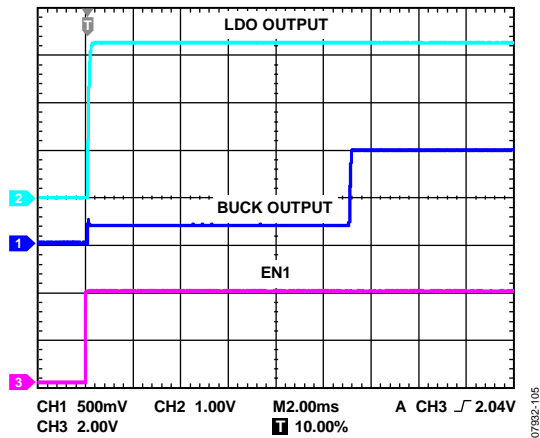 T
LDO OUTPUT
2
BUCK OUTPUT
1
EN1
3
CH1 500mV CH2 1.00V M2.00ms A CH3 2.04V
CH3 2.00V T 10.00%
07932-105